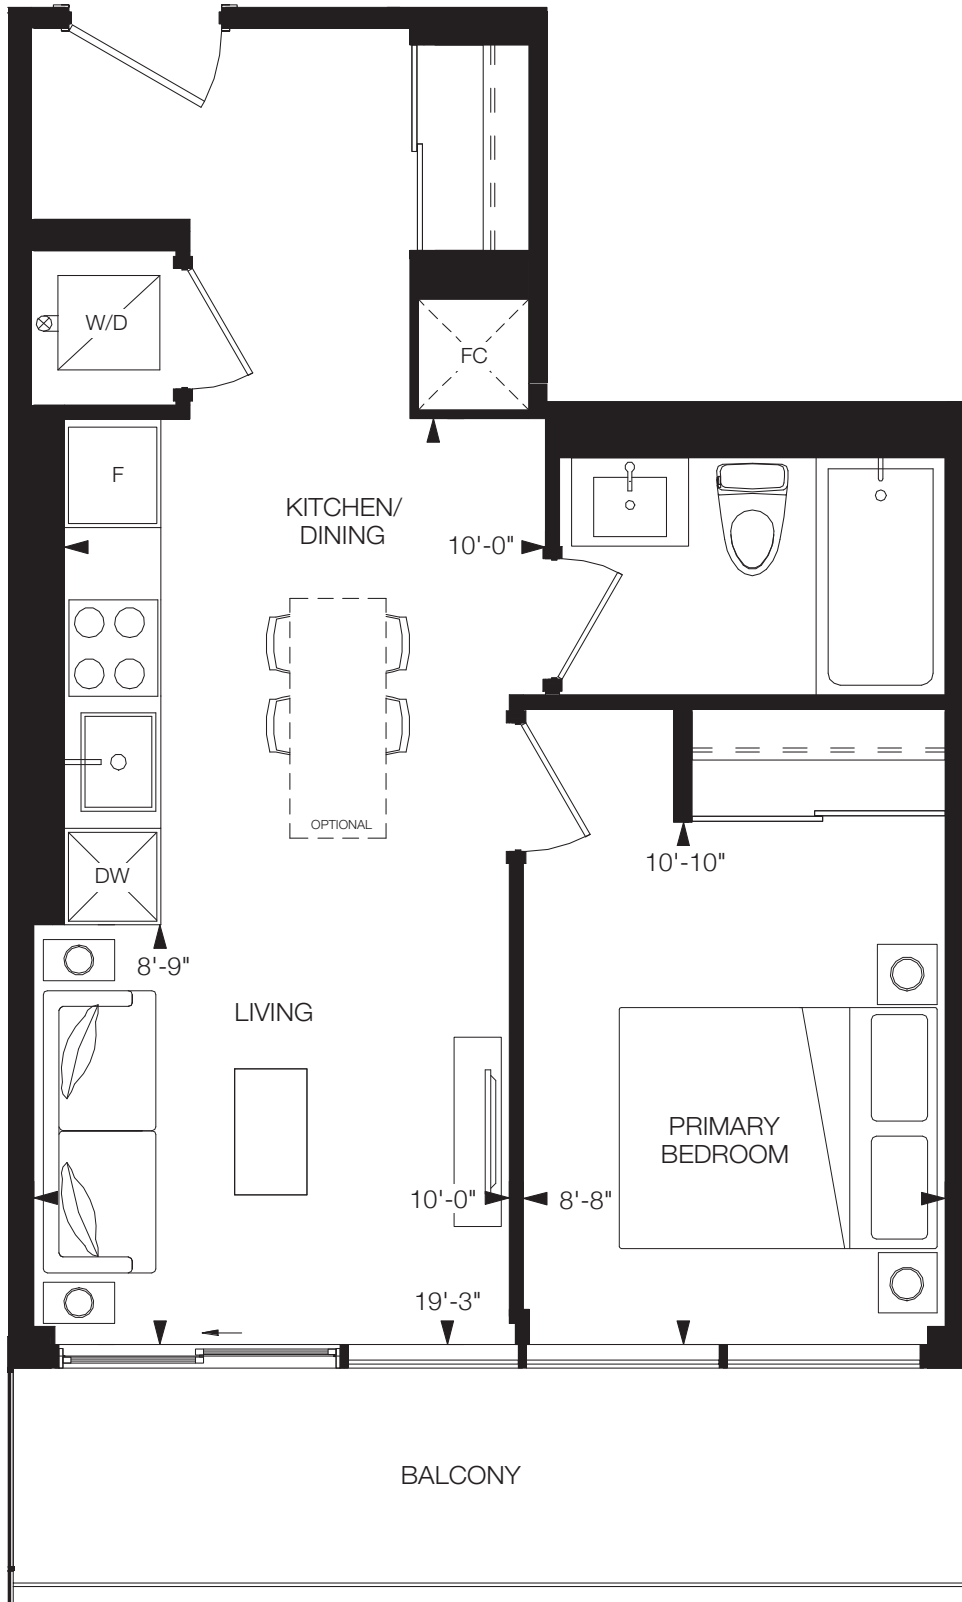 W/D
FC
F
KITCHEN/
DINING
10'-0"
OPTIONAL
10'-10"
DW
8'-9"
LIVING
PRIMARY
BEDROOM
10'-0"
8'-8"
19'-3"
BALCONY